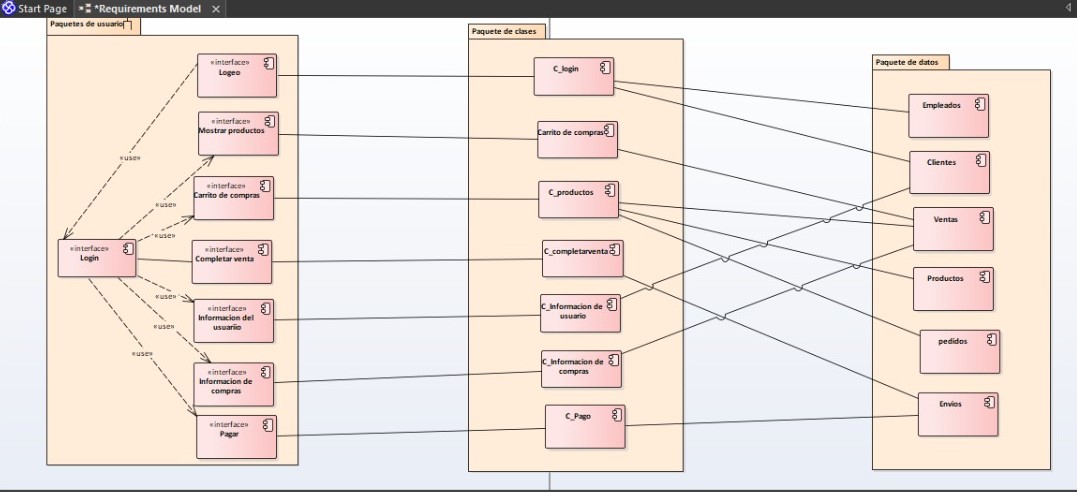 Start Page
*Requirements Model
Paquetes de usuario
«interface»
Logeo
«interface»
Mostrar productos
«use»
«interface»
Carrito de compras
«use»
«use»
«interface»
Login
«interface»
Completar venta
«use»
«interface»
Informacion del
usuariio
«use»
«use»
«interface»
Informacion de
compras
«interface»
Pagar
Paquete de clases
C_login
Carrito de compras
C_productos
C_completarventa
C_Informacion de
usuario
C_Informacion de
compras
C_Pago
Paquete de datos
Empleados
Clientes
Ventas
Productos
pedidos
Envios